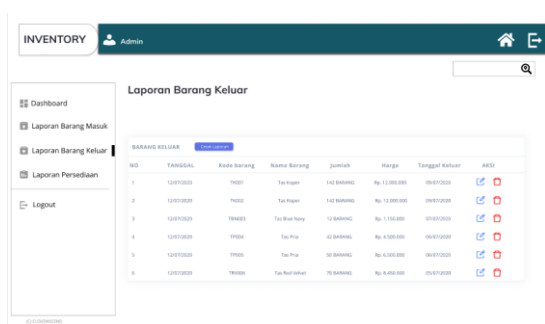 INVENTORY
Admin
Laporan Barang Keluar
Dashboard
Laporan Barang Masuk
Laporan Barang Keluar
Laporan Persediaan
Logout
BARANG KELUAR Cetak Laporan
NO TANGGAL Kode barang Nama Barang Jumlah Harga Tanggal Keluar AKSI
1 12/07/2020 TK001 Tas Koper 142 BARANG Rp. 12.000.000 09/07/2020
2 12/07/2020 TK002 Tas Koper 142 BARANG Rp. 12.000.000 09/07/2020
3 12/07/2020 TBN003 Tas Blue Navy 12 BARANG Rp. 1.150.000 07/07/2020
4 12/07/2020 TP004 Tas Pria 42 BARANG Rp. 4.500.000 06/07/2020
5 12/07/2020 TP005 Tas Pria 50 BARANG Rp. 6.500.000 06/07/2020
6 12/07/2020 TRV006 Tas Red Velvet 70 BARANG Rp. 8.450.000 05/07/2020